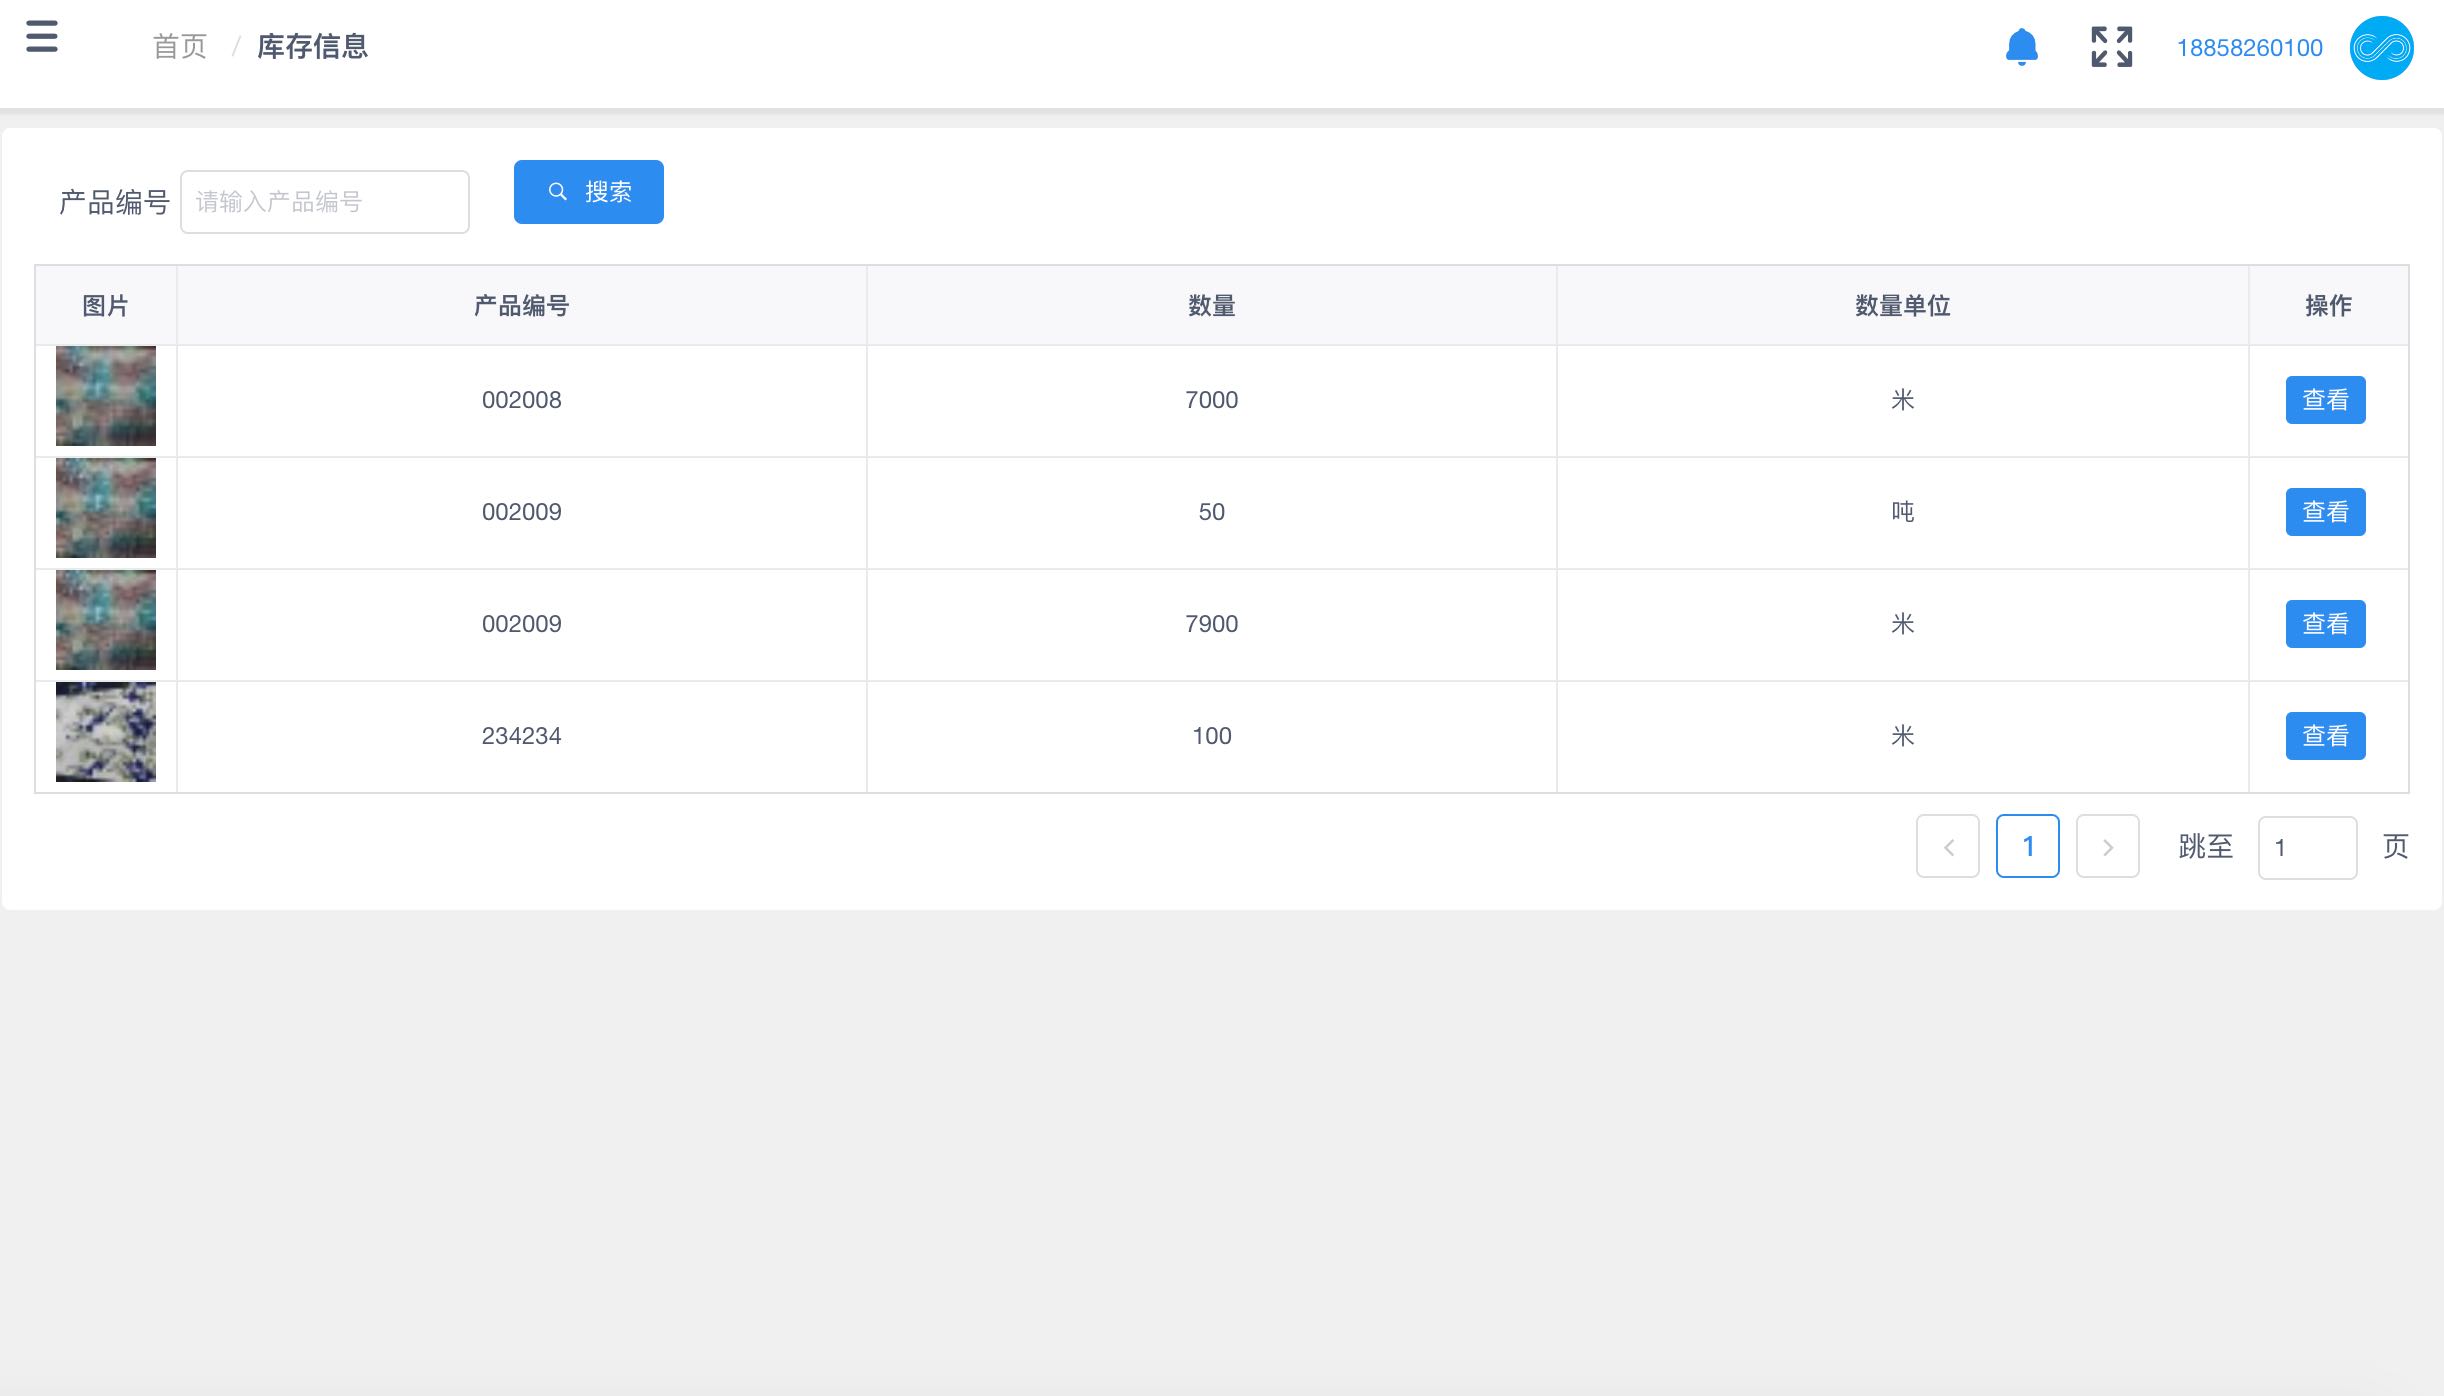 首页 / 库存信息
18858260100
产品编号 请输入产品编号 搜索
图片 产品编号 数量 数量单位 操作
002008 7000 米 查看
002009 50 吨 查看
002009 7900 米 查看
234234 100 米 查看
1 跳至 1 页